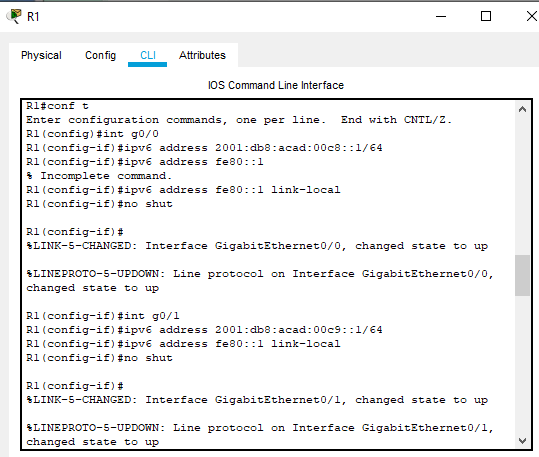 R1
Physical Config CLI Attributes
IOS Command Line Interface
R1#conf t
Enter configuration commands, one per line.  End with CNTL/Z.
R1(config)#int g0/0
R1(config-if)#ipv6 address 2001:db8:acad:00c8::1/64
R1(config-if)#ipv6 address fe80::1
% Incomplete command.
R1(config-if)#ipv6 address fe80::1 link-local
R1(config-if)#no shut
R1(config-if)#
%LINK-5-CHANGED: Interface GigabitEthernet0/0, changed state to up
%LINEPROTO-5-UPDOWN: Line protocol on Interface GigabitEthernet0/0,
changed state to up
R1(config-if)#int g0/1
R1(config-if)#ipv6 address 2001:db8:acad:00c9::1/64
R1(config-if)#ipv6 address fe80::1 link-local
R1(config-if)#no shut
R1(config-if)#
%LINK-5-CHANGED: Interface GigabitEthernet0/1, changed state to up
%LINEPROTO-5-UPDOWN: Line protocol on Interface GigabitEthernet0/1,
changed state to up